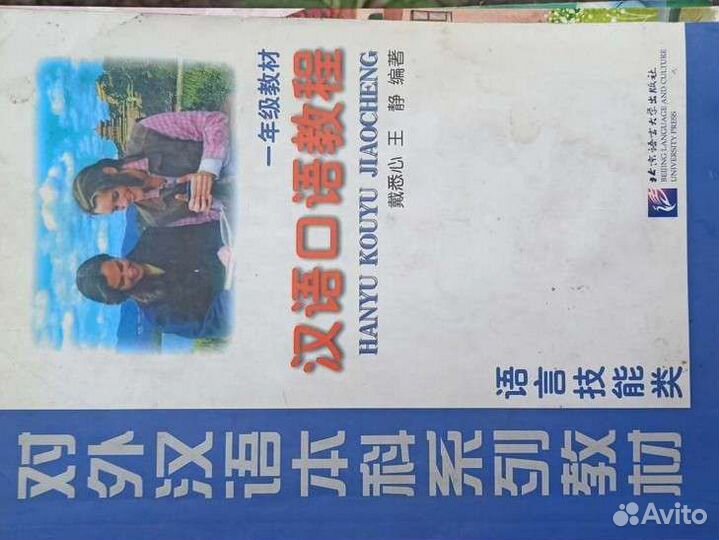 对外汉语本科系列教材
语言技能类
一年级教材
汉语口语教程
HANYU KOUYU JIAOCHENG
戴悉心 王 静 编著
北京语言大学出版社
BEIJING LANGUAGE AND CULTURE
UNIVERSITY PRESS
Avito